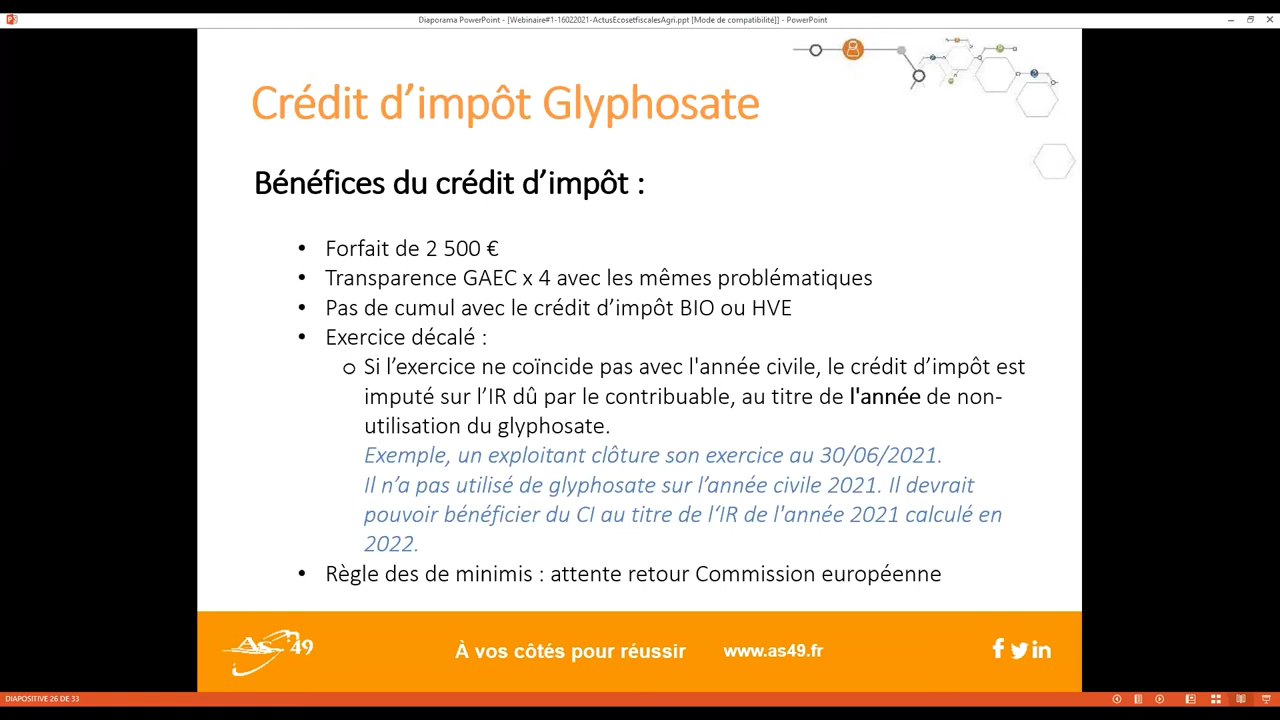 Diaporama PowerPoint - [Webinaire#1-16022021-ActusEcosetfiscalesAgri.ppt [Mode de compatibilité]] - PowerPoint
Crédit d’impôt Glyphosate
Bénéfices du crédit d’impôt :
• Forfait de 2 500 €
• Transparence GAEC x 4 avec les mêmes problématiques
• Pas de cumul avec le crédit d’impôt BIO ou HVE
• Exercice décalé :
o Si l’exercice ne coïncide pas avec l'année civile, le crédit d’impôt est
imputé sur l’IR dû par le contribuable, au titre de l'année de non-
utilisation du glyphosate.
Exemple, un exploitant clôture son exercice au 30/06/2021.
Il n’a pas utilisé de glyphosate sur l’année civile 2021. Il devrait
pouvoir bénéficier du CI au titre de l‘IR de l'année 2021 calculé en
2022.
• Règle des de minimis : attente retour Commission européenne
As 49
À vos côtés pour réussir
www.as49.fr
DIAPOSITIVE 26 DE 33